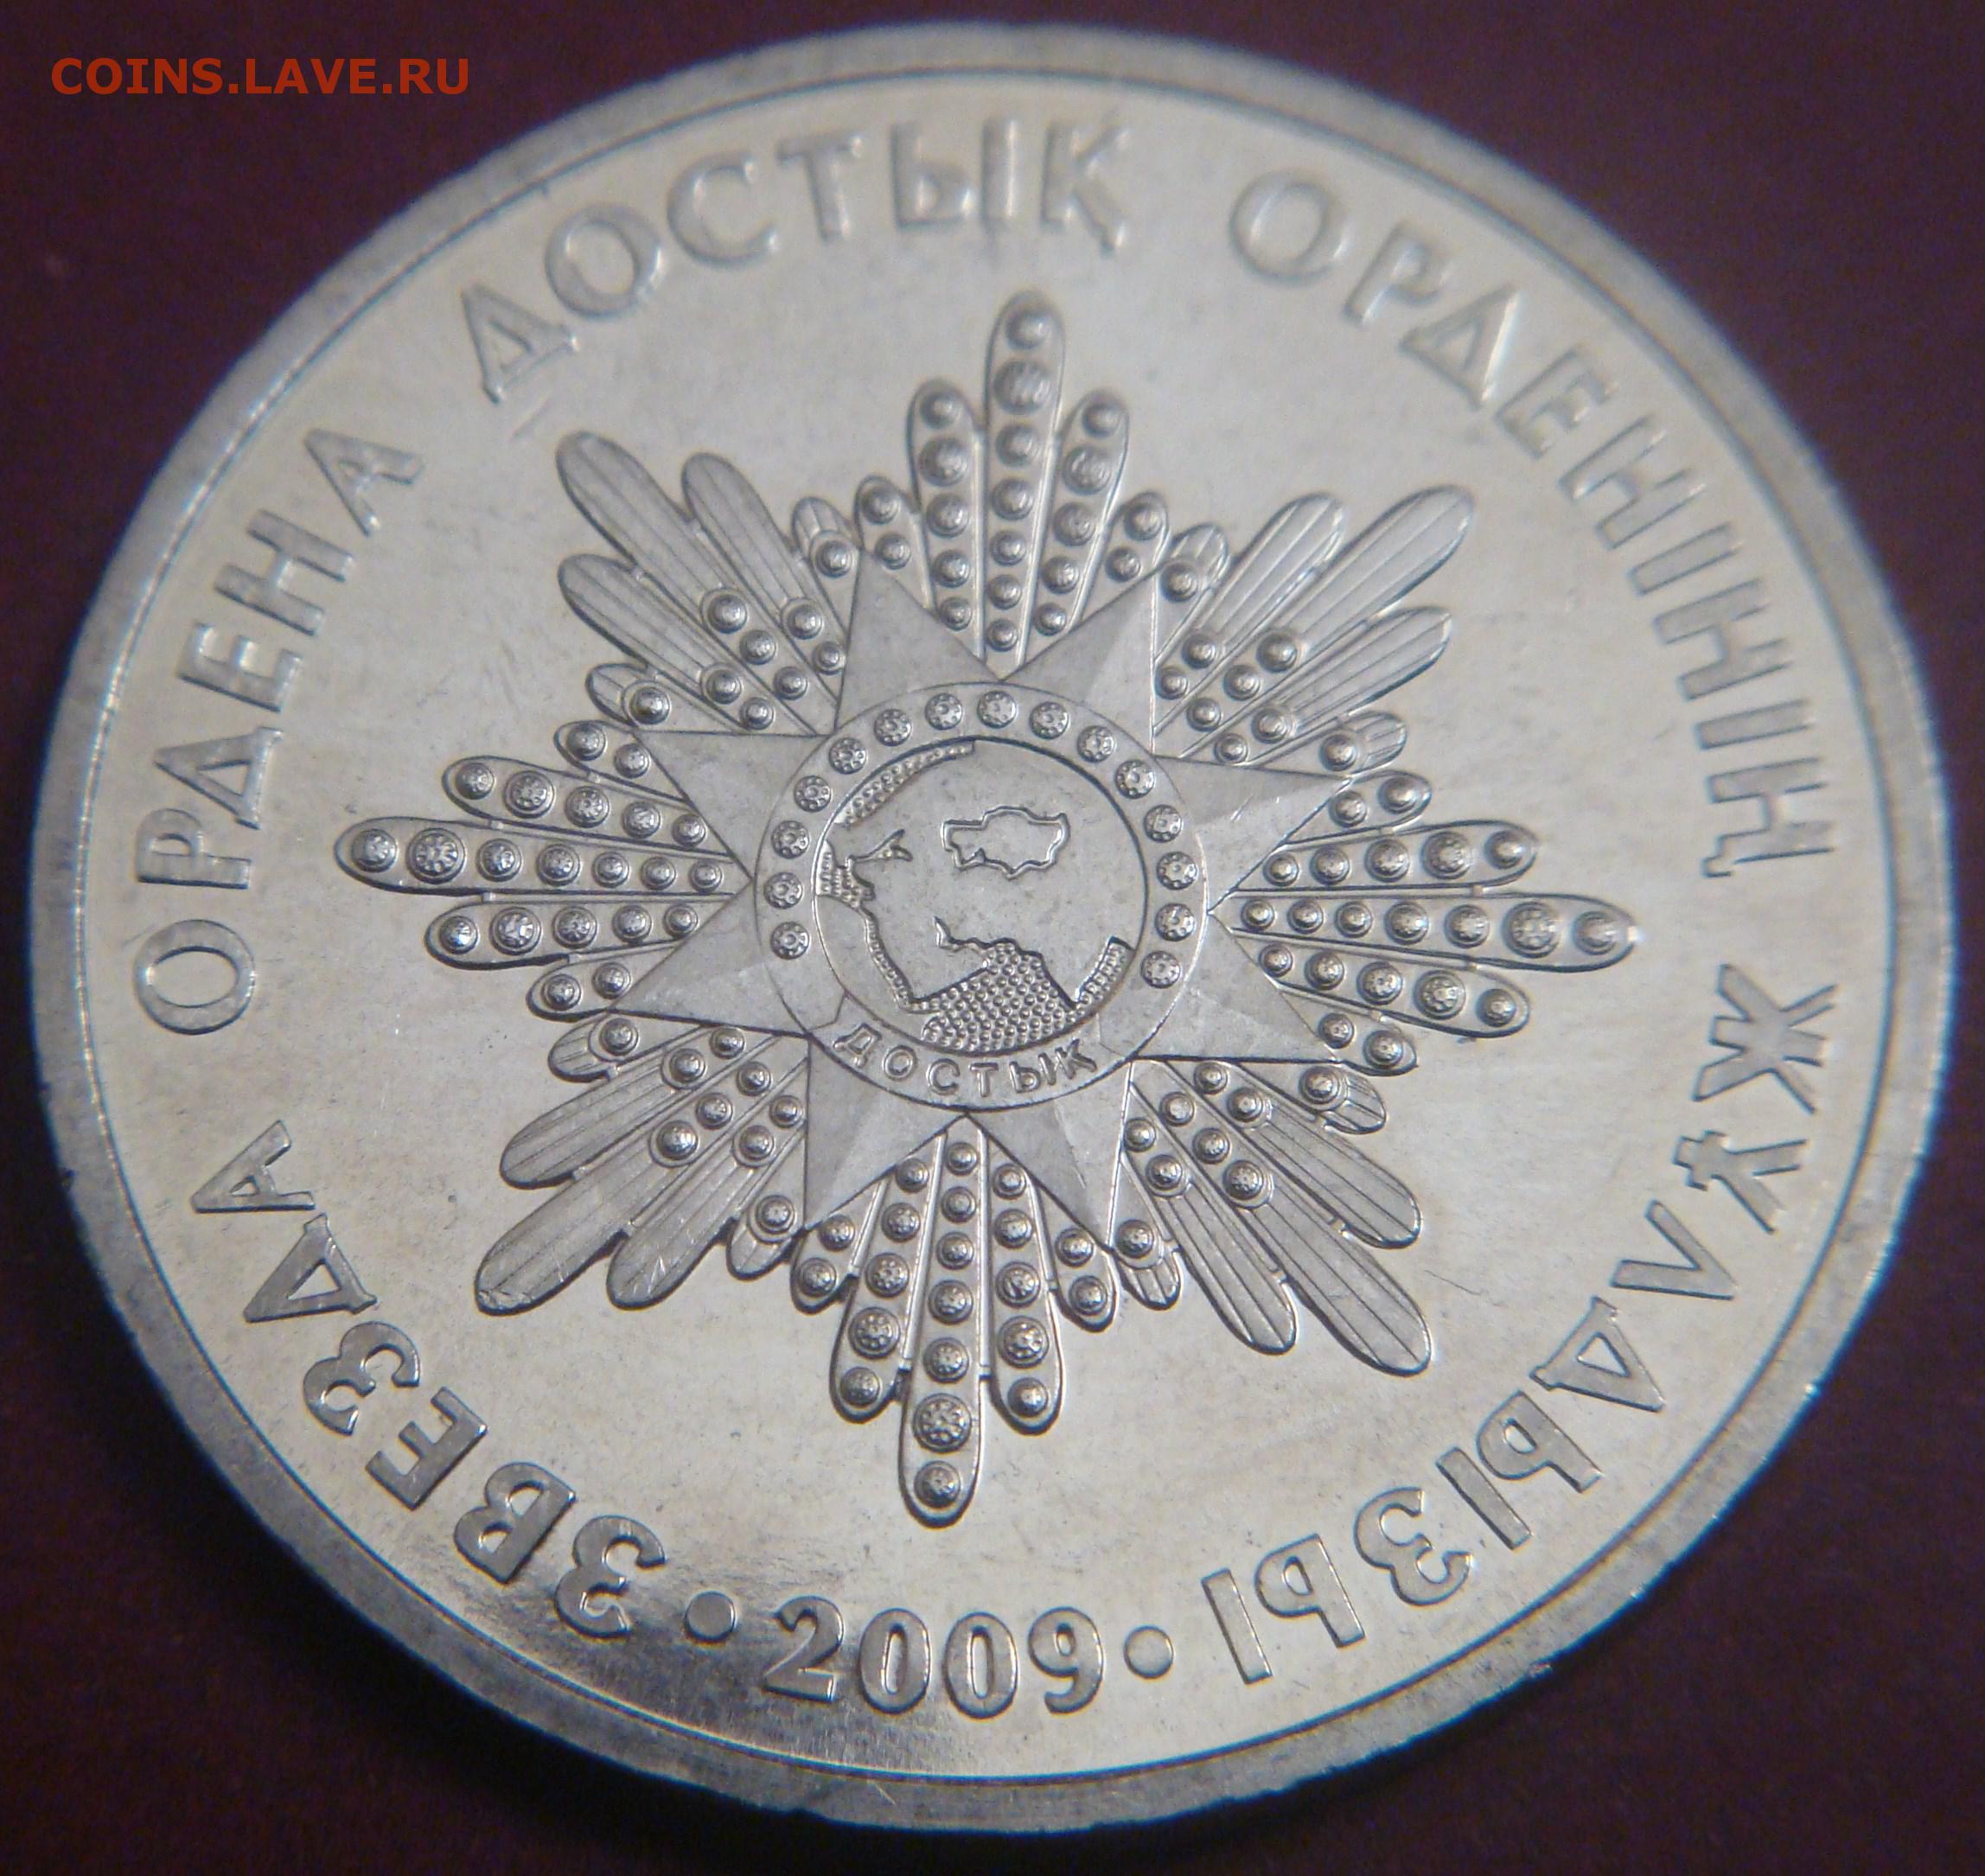 COINS.LAVE.RU
ЗВЕЗДА ОРДЕНА ДОСТЫҚ ОРДЕНІНІҢ ЖҰЛДЫЗЫ
• 2009 •
ДОСТЫҚ